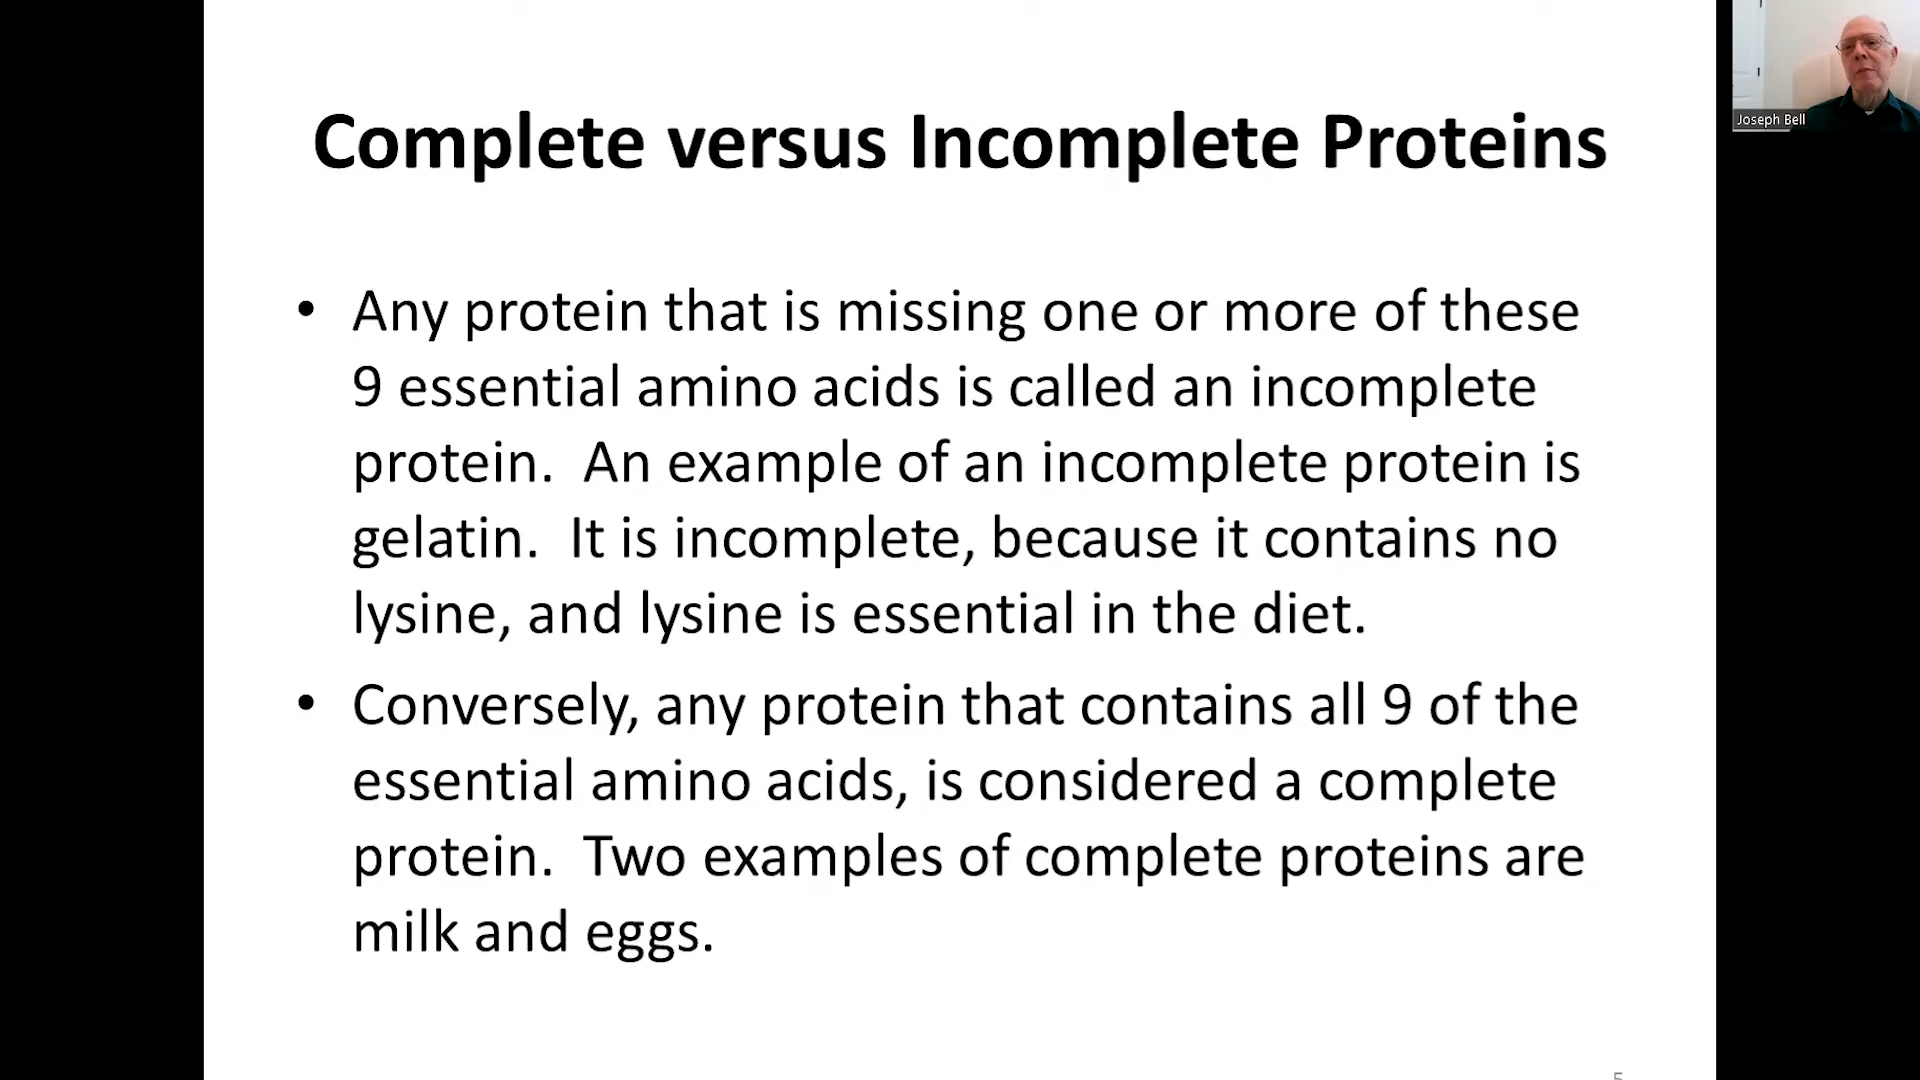 Complete versus Incomplete Proteins
• Any protein that is missing one or more of these
9 essential amino acids is called an incomplete
protein.  An example of an incomplete protein is
gelatin.  It is incomplete, because it contains no
lysine, and lysine is essential in the diet.
• Conversely, any protein that contains all 9 of the
essential amino acids, is considered a complete
protein.  Two examples of complete proteins are
milk and eggs.
Joseph Bell